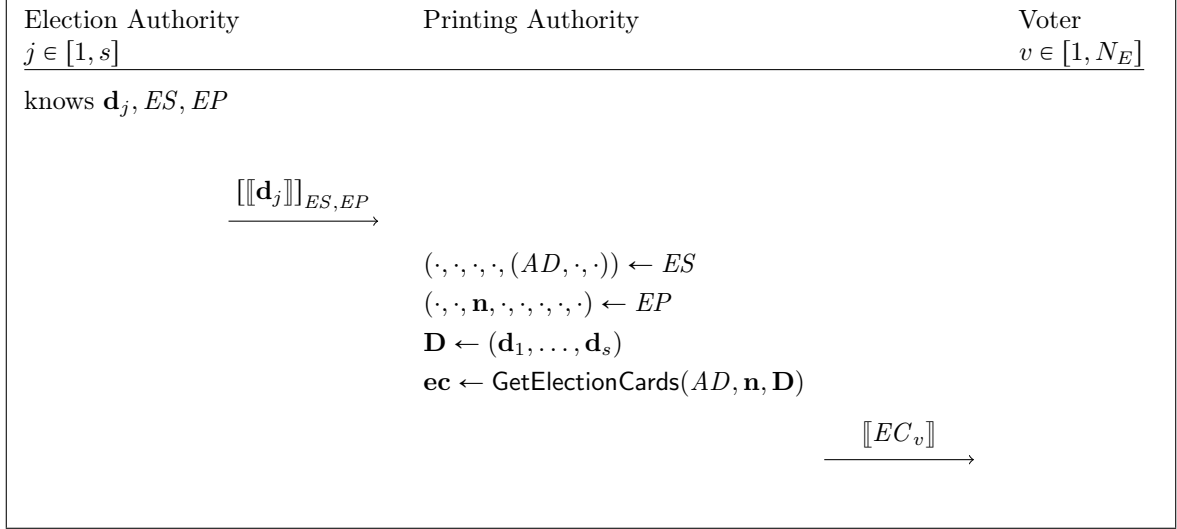 Election Authority Printing Authority Voter
j ∈ [1, s] v ∈ [1, N_E]
knows d_j, ES, EP
[⟦d_j⟧]_{ES,EP}
(·, ·, ·, ·, (AD, ·, ·)) ← ES
(·, ·, n, ·, ·, ·, ·, ·) ← EP
D ← (d_1, . . . , d_s)
ec ← GetElectionCards(AD, n, D)
⟦EC_v⟧